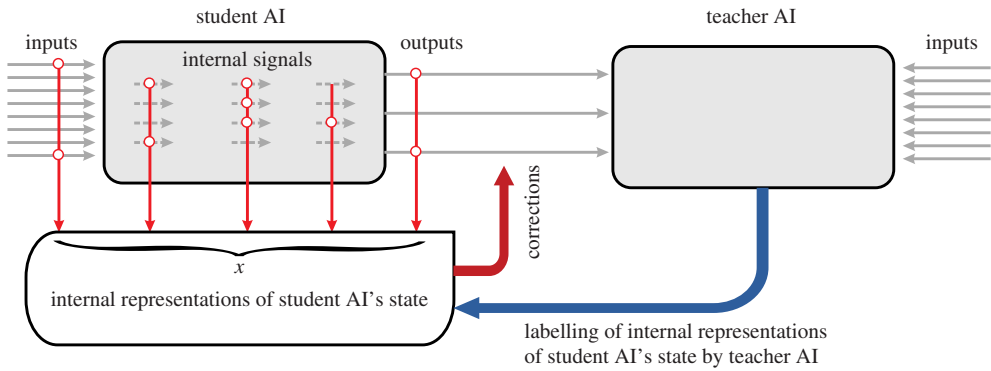 student AI
teacher AI
inputs
internal signals
outputs
inputs
corrections
x
internal representations of student AI's state
labelling of internal representations
of student AI's state by teacher AI